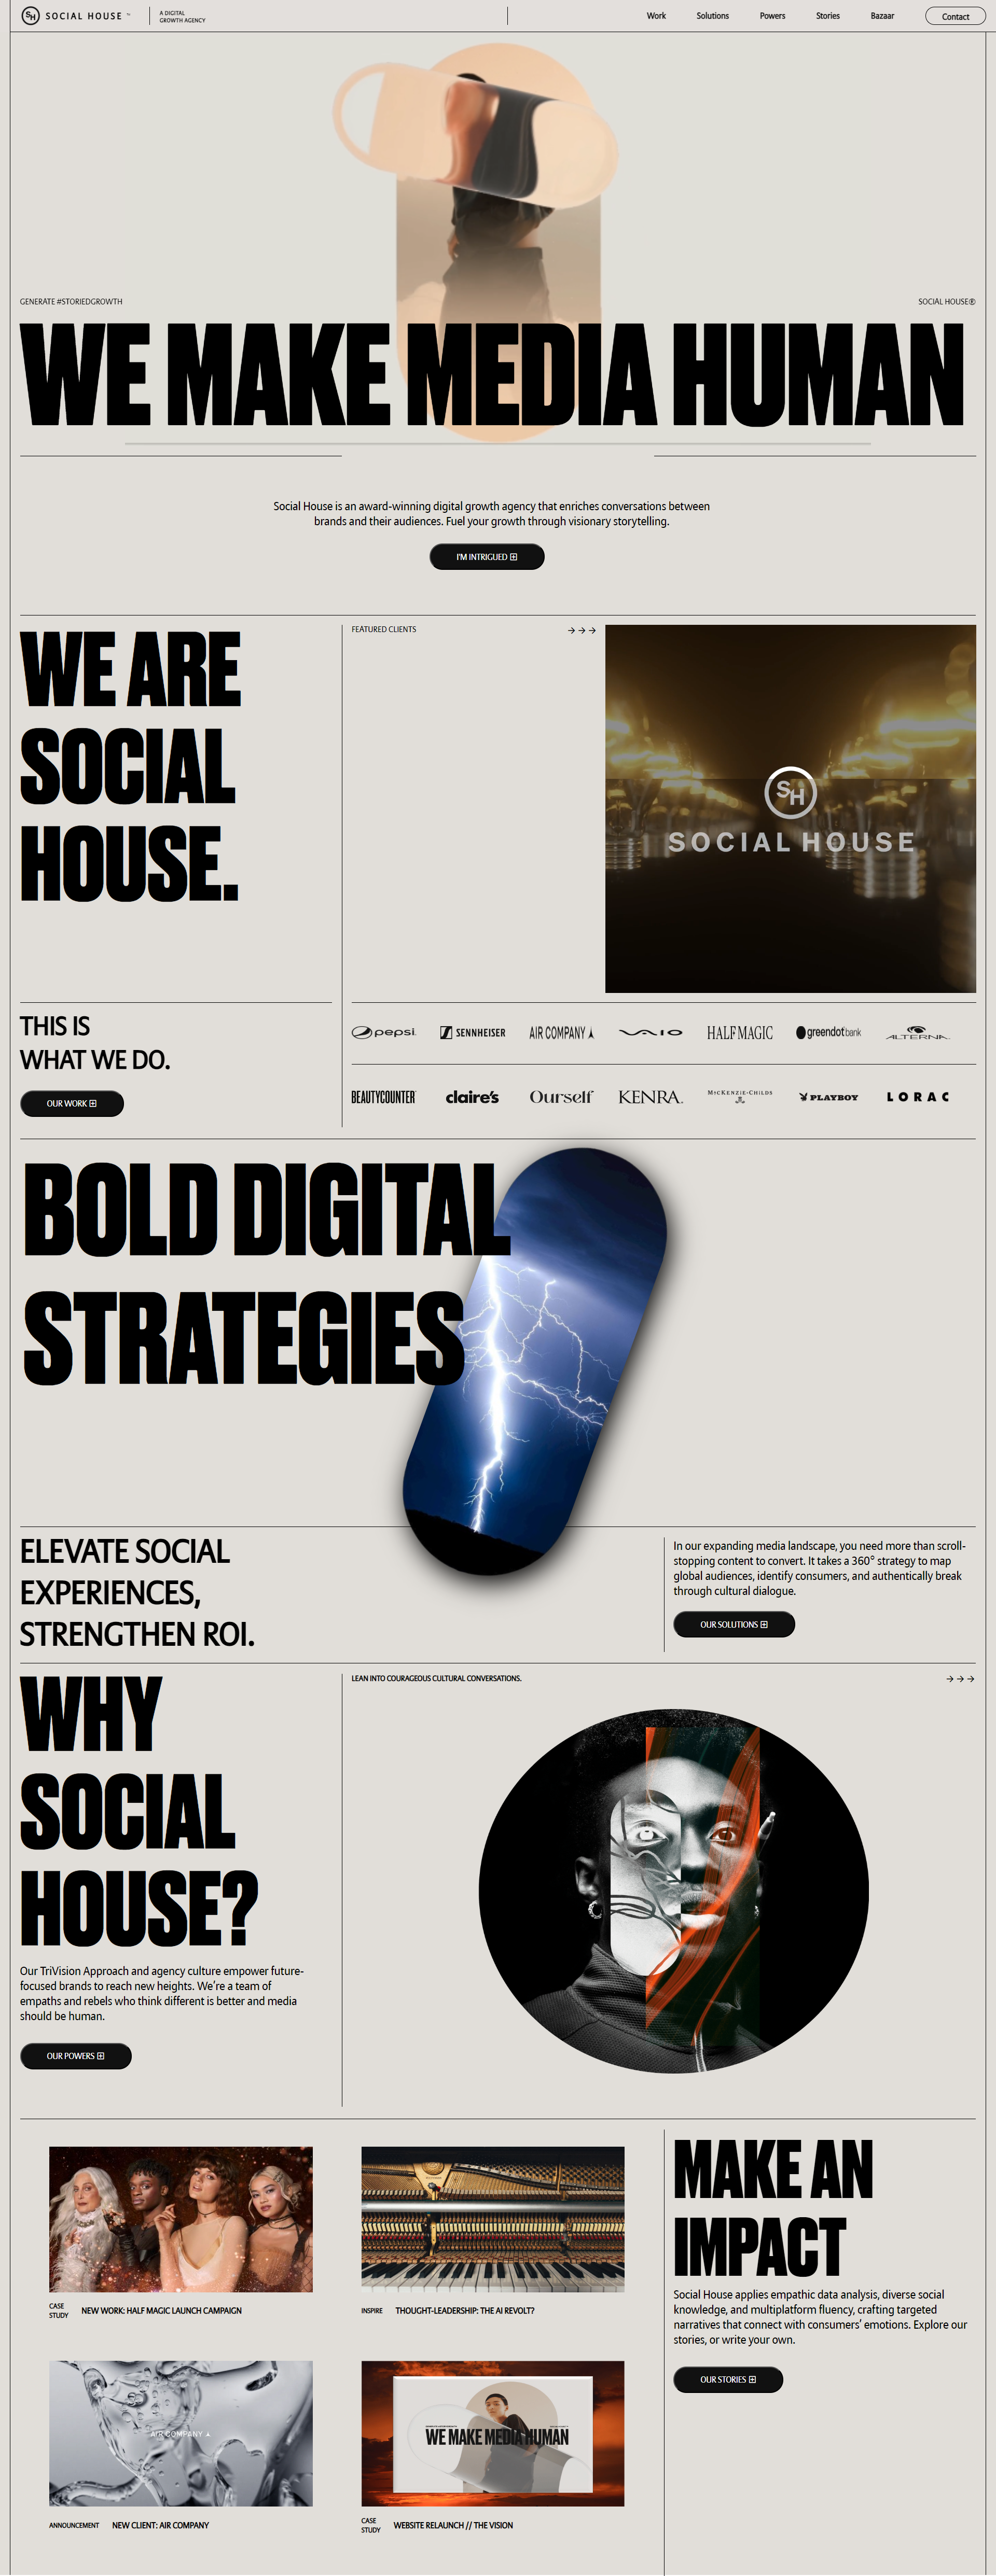 SH SOCIAL HOUSE ™
A DIGITAL
GROWTH AGENCY
Work
Solutions
Powers
Stories
Bazaar
Contact
GENERATE #STORIEDGROWTH
SOCIAL HOUSE®
WE MAKE MEDIA HUMAN
Social House is an award-winning digital growth agency that enriches conversations between
brands and their audiences. Fuel your growth through visionary storytelling.
I'M INTRIGUED
WE ARE
SOCIAL
HOUSE.
FEATURED CLIENTS
SH
SOCIAL HOUSE
THIS IS
WHAT WE DO.
OUR WORK
pepsi
SENNHEISER
AIR COMPANY
VAIO
HALF MAGIC
greendot bank
ALTERNA
BEAUTYCOUNTER
claire's
Ourself
KENRA
MACKENZIE-CHILDS
PLAYBOY
LORAC
BOLD DIGITAL
STRATEGIES
ELEVATE SOCIAL
EXPERIENCES,
STRENGTHEN ROI.
In our expanding media landscape, you need more than scroll-
stopping content to convert. It takes a 360° strategy to map
global audiences, identify consumers, and authentically break
through cultural dialogue.
OUR SOLUTIONS
WHY
SOCIAL
HOUSE?
LEAN INTO COURAGEOUS CULTURAL CONVERSATIONS.
Our TriVision Approach and agency culture empower future-
focused brands to reach new heights. We're a team of
empaths and rebels who think different is better and media
should be human.
OUR POWERS
CASE
STUDY
NEW WORK: HALF MAGIC LAUNCH CAMPAIGN
INSPIRE
THOUGHT-LEADERSHIP: THE AI REVOLT?
MAKE AN
IMPACT
Social House applies empathic data analysis, diverse social
knowledge, and multiplatform fluency, crafting targeted
narratives that connect with consumers' emotions. Explore our
stories, or write your own.
OUR STORIES
AIR COMPANY
WE MAKE MEDIA HUMAN
ANNOUNCEMENT
NEW CLIENT: AIR COMPANY
CASE
STUDY
WEBSITE RELAUNCH // THE VISION